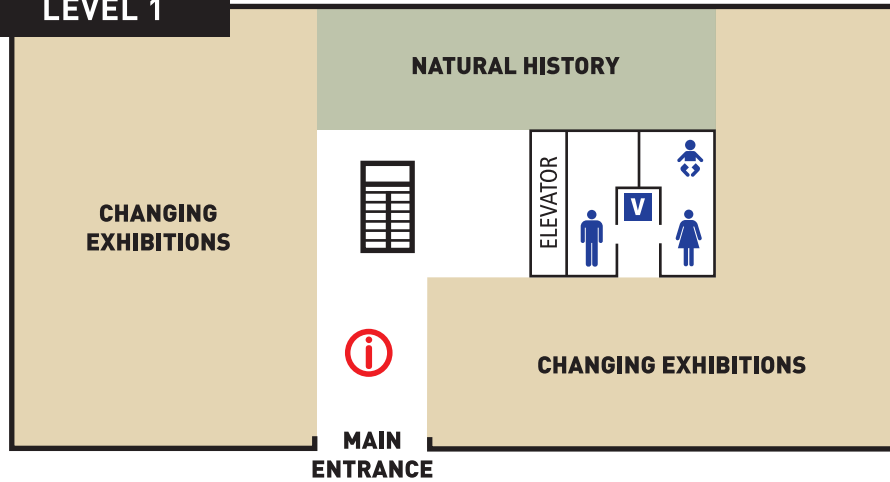 LEVEL 1
NATURAL HISTORY
ELEVATOR
V
CHANGING
EXHIBITIONS
i
CHANGING EXHIBITIONS
MAIN
ENTRANCE